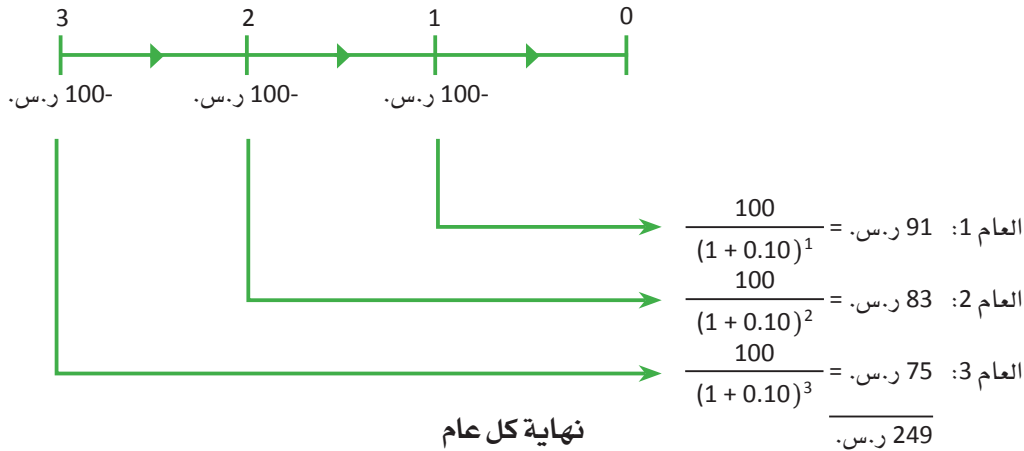 0 1 2 3
-100 ر.س. -100 ر.س. -100 ر.س.
العام 1: 91 ر.س. = 100 / (1 + 0.10)¹
العام 2: 83 ر.س. = 100 / (1 + 0.10)²
العام 3: 75 ر.س. = 100 / (1 + 0.10)³
249 ر.س.
نهاية كل عام